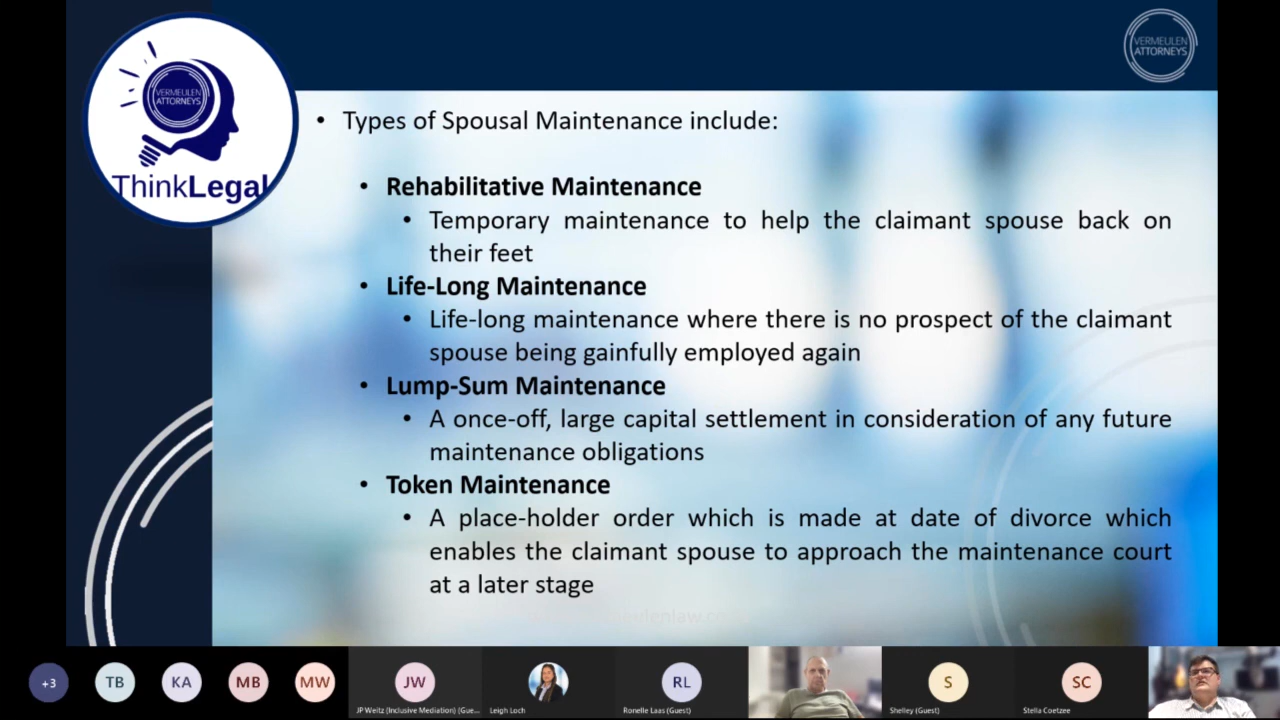 VERMEULEN
ATTORNEYS
VERMEULEN
ATTORNEYS
ThinkLegal
• Types of Spousal Maintenance include:
• Rehabilitative Maintenance
• Temporary maintenance to help the claimant spouse back on
their feet
• Life-Long Maintenance
• Life-long maintenance where there is no prospect of the claimant
spouse being gainfully employed again
• Lump-Sum Maintenance
• A once-off, large capital settlement in consideration of any future
maintenance obligations
• Token Maintenance
• A place-holder order which is made at date of divorce which
enables the claimant spouse to approach the maintenance court
at a later stage
+3 TB KA MB MW JW RL S SC
JP Weitz (Inclusive Mediation) (Gue... Leigh Loch Ronelle Laas (Guest) Shelley (Guest) Stella Coetzee